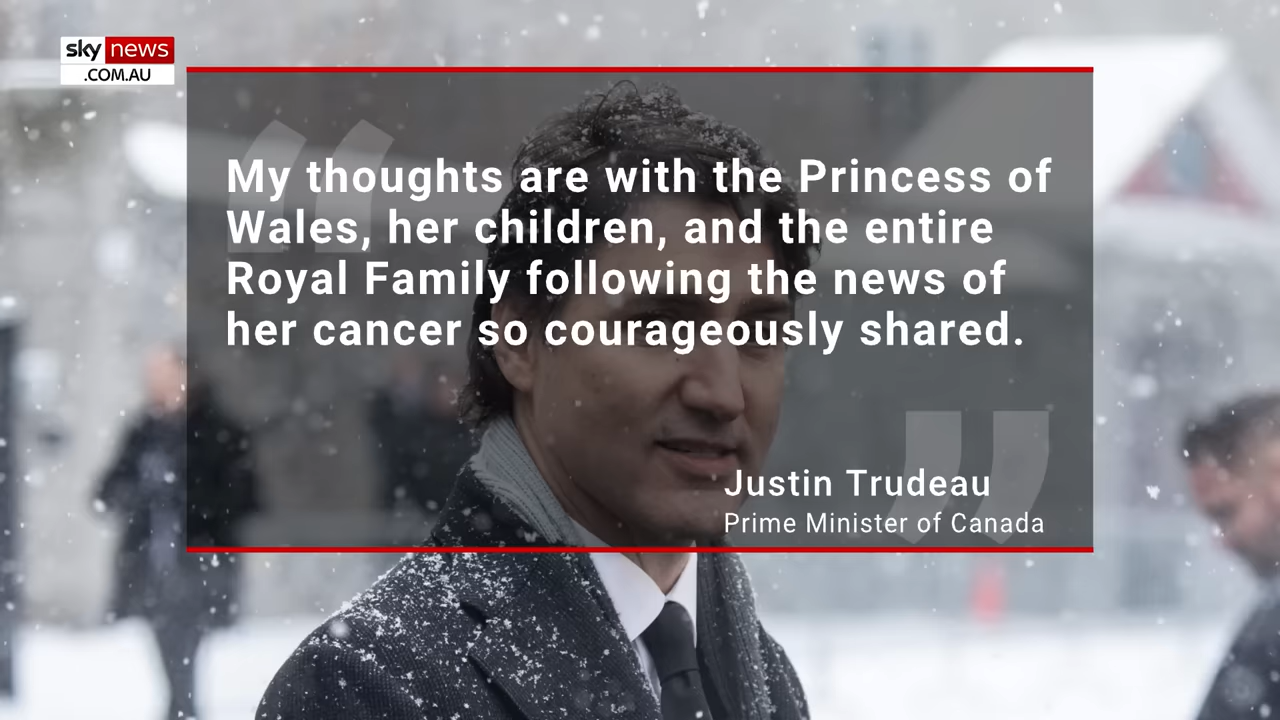 sky news
.COM.AU
My thoughts are with the Princess of
Wales, her children, and the entire
Royal Family following the news of
her cancer so courageously shared.
Justin Trudeau
Prime Minister of Canada